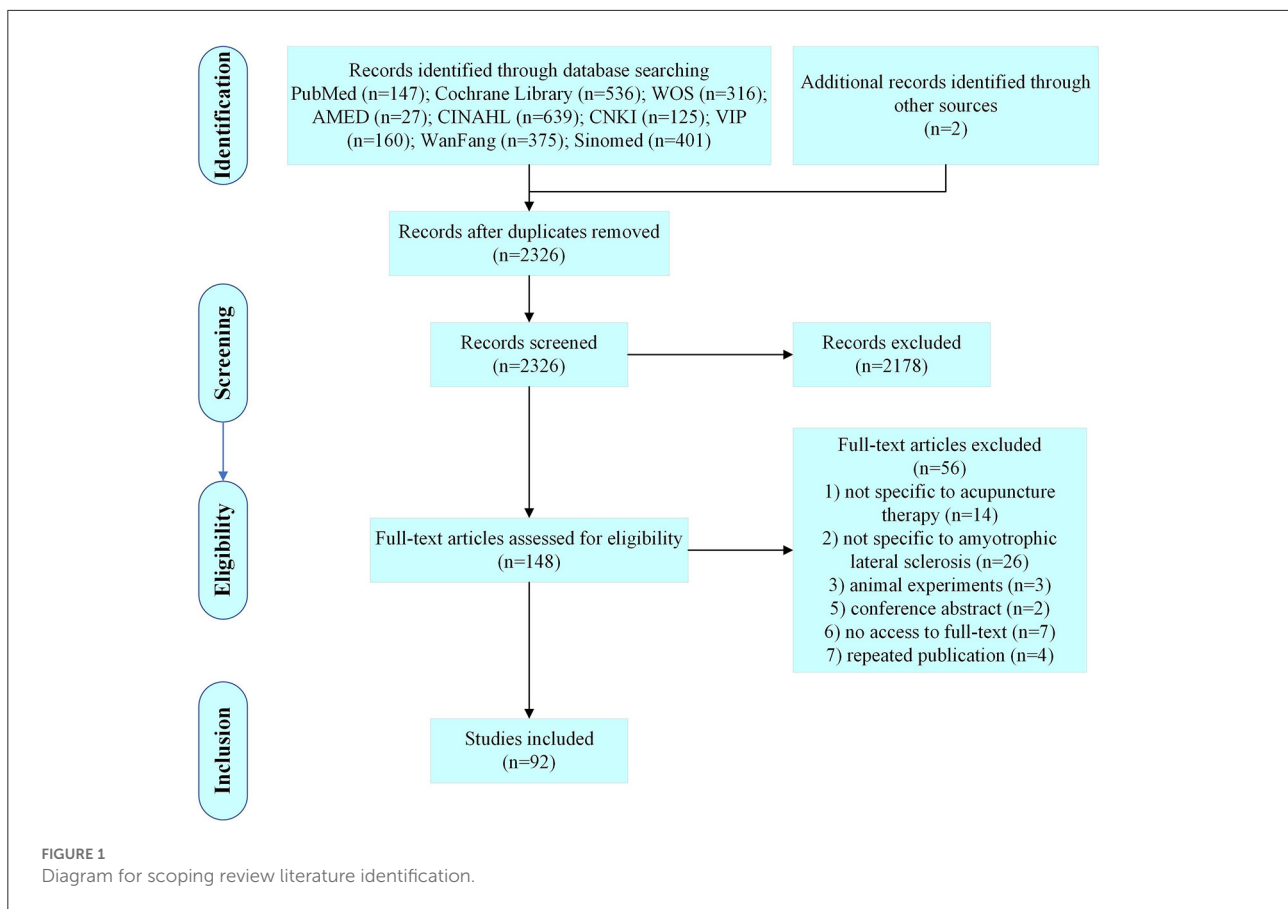 Identification
Records identified through database searching
PubMed (n=147); Cochrane Library (n=536); WOS (n=316);
AMED (n=27); CINAHL (n=639); CNKI (n=125); VIP
(n=160); WanFang (n=375); Sinomed (n=401)
Additional records identified through
other sources
(n=2)
Records after duplicates removed
(n=2326)
Screening
Records screened
(n=2326)
Records excluded
(n=2178)
Eligibility
Full-text articles assessed for eligibility
(n=148)
Full-text articles excluded
(n=56)
1) not specific to acupuncture
therapy (n=14)
2) not specific to amyotrophic
lateral sclerosis (n=26)
3) animal experiments (n=3)
5) conference abstract (n=2)
6) no access to full-text (n=7)
7) repeated publication (n=4)
Inclusion
Studies included
(n=92)
FIGURE 1
Diagram for scoping review literature identification.